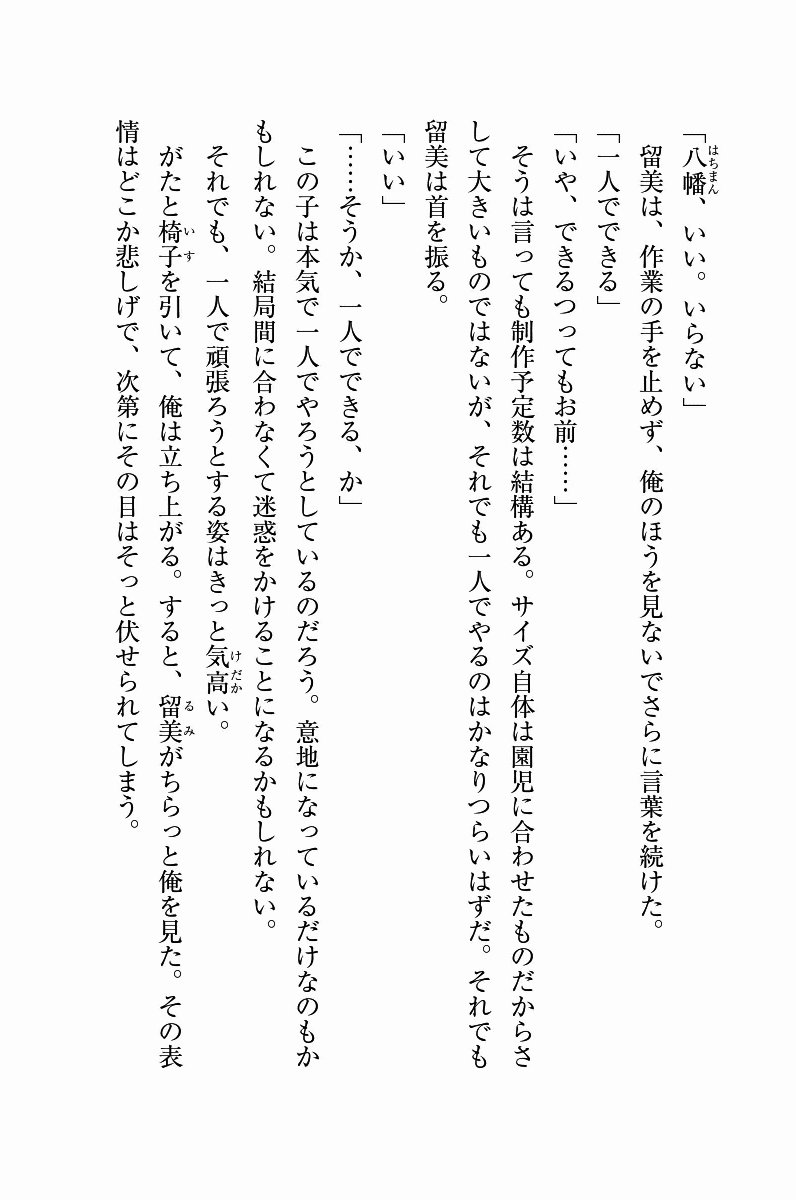 「八幡、いい。いらない」
　留美は、作業の手を止めず、俺のほうを見ないでさらに言葉を続けた。
「一人でできる」
「いや、できるつってもお前……」
　そうは言っても制作予定数は結構ある。サイズ自体は園児に合わせたものだからさ
して大きいものではないが、それでも一人でやるのはかなりつらいはずだ。それでも
留美は首を振る。
「いい」
「……そうか、一人でできる、か」
　この子は本気で一人でやろうとしているのだろう。意地になっているだけなのもか
もしれない。結局間に合わなくて迷惑をかけることになるかもしれない。
　それでも、一人で頑張ろうとする姿はきっと気高い。
　がたと椅子を引いて、俺は立ち上がる。すると、留美がちらっと俺を見た。その表
情はどこか悲しげで、次第にその目はそっと伏せられてしまう。